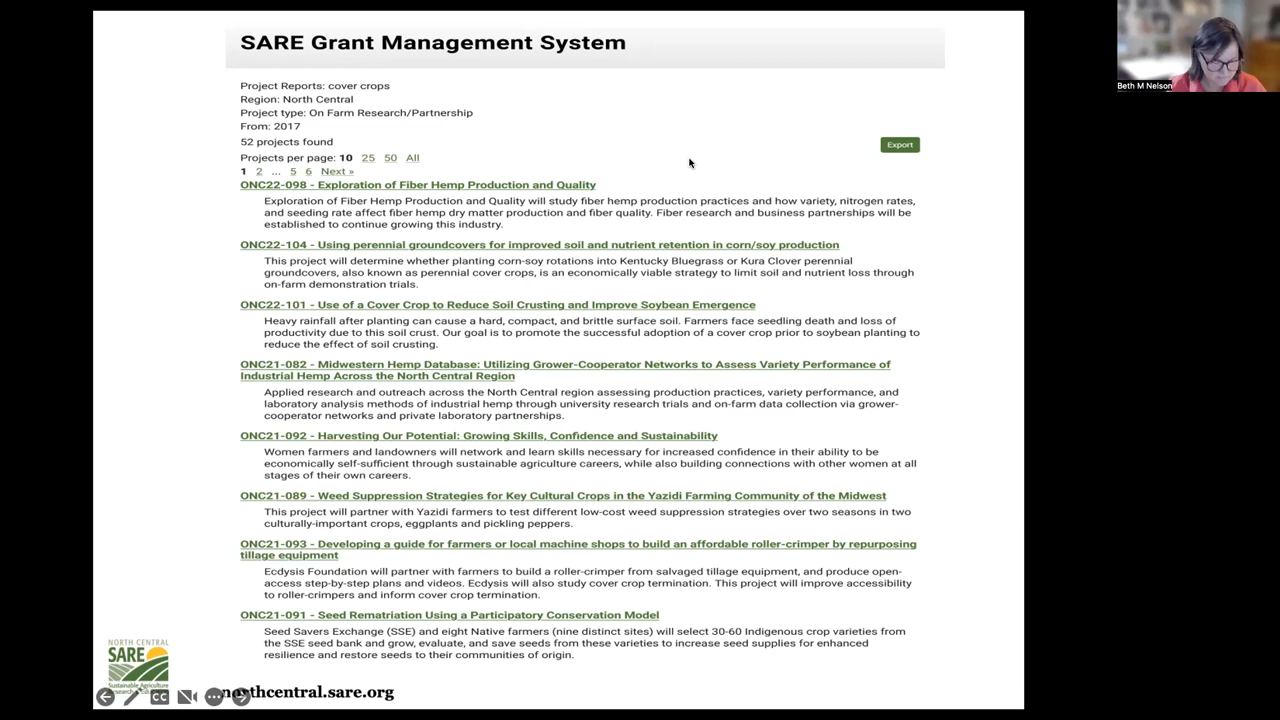 SARE Grant Management System
Beth M Nelson
Project Reports: cover crops
Region: North Central
Project type: On Farm Research/Partnership
From: 2017
52 projects found
Export
Projects per page: 10 25 50 All
1 2 ... 5 6 Next »
ONC22-098 - Exploration of Fiber Hemp Production and Quality
Exploration of Fiber Hemp Production and Quality will study fiber hemp production practices and how variety, nitrogen rates,
and seeding rate affect fiber hemp dry matter production and fiber quality. Fiber research and business partnerships will be
established to continue growing this industry.
ONC22-104 - Using perennial groundcovers for improved soil and nutrient retention in corn/soy production
This project will determine whether planting corn-soy rotations into Kentucky Bluegrass or Kura Clover perennial
groundcovers, also known as perennial cover crops, is an economically viable strategy to limit soil and nutrient loss through
on-farm demonstration trials.
ONC22-101 - Use of a Cover Crop to Reduce Soil Crusting and Improve Soybean Emergence
Heavy rainfall after planting can cause a hard, compact, and brittle surface soil. Farmers face seedling death and loss of
productivity due to this soil crust. Our goal is to promote the successful adoption of a cover crop prior to soybean planting to
reduce the effect of soil crusting.
ONC21-082 - Midwestern Hemp Database: Utilizing Grower-Cooperator Networks to Assess Variety Performance of
Industrial Hemp Across the North Central Region
Applied research and outreach across the North Central region assessing production practices, variety performance, and
laboratory analysis methods of industrial hemp through university research trials and on-farm data collection via grower-
cooperator networks and private laboratory partnerships.
ONC21-092 - Harvesting Our Potential: Growing Skills, Confidence and Sustainability
Women farmers and landowners will network and learn skills necessary for increased confidence in their ability to be
economically self-sufficient through sustainable agriculture careers, while also building connections with other women at all
stages of their own careers.
ONC21-089 - Weed Suppression Strategies for Key Cultural Crops in the Yazidi Farming Community of the Midwest
This project will partner with Yazidi farmers to test different low-cost weed suppression strategies over two seasons in two
culturally-important crops, eggplants and pickling peppers.
ONC21-093 - Developing a guide for farmers or local machine shops to build an affordable roller-crimper by repurposing
tillage equipment
Ecdysis Foundation will partner with farmers to build a roller-crimper from salvaged tillage equipment, and produce open-
access step-by-step plans and videos. Ecdysis will also study cover crop termination. This project will improve accessibility
to roller-crimpers and inform cover crop termination.
ONC21-091 - Seed Rematriation Using a Participatory Conservation Model
Seed Savers Exchange (SSE) and eight Native farmers (nine distinct sites) will select 30-60 Indigenous crop varieties from
the SSE seed bank and grow, evaluate, and save seeds from these varieties to increase seed supplies for enhanced
resilience and restore seeds to their communities of origin.
NORTH CENTRAL
SARE
Sustainable Agriculture
CC
northcentral.sare.org